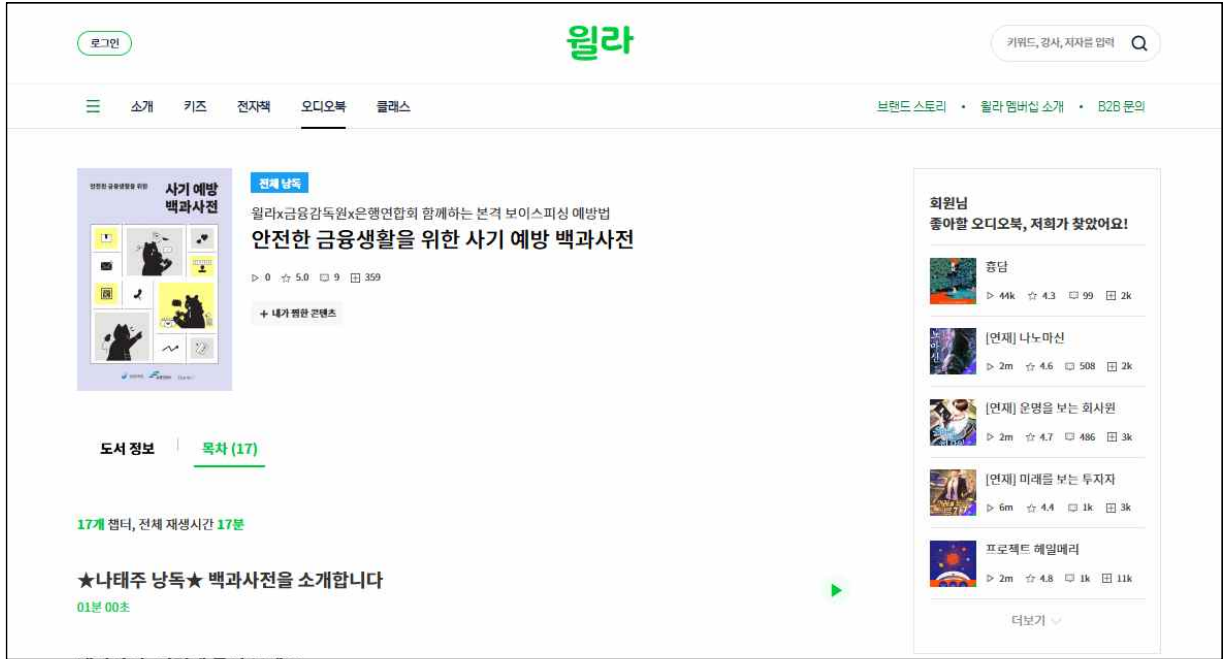 로그인
윌라
키워드, 강사, 저자를 입력
소개 키즈 전자책 오디오북 클래스
브랜드 스토리 • 윌라 멤버십 소개 • B2B 문의
안전한 금융생활을 위한 사기 예방
백과사전
전체 낭독
윌라x금융감독원x은행연합회 함께하는 본격 보이스피싱 예방법
안전한 금융생활을 위한 사기 예방 백과사전
0 5.0 9 359
+ 내가 찜한 콘텐츠
도서 정보 목차 (17)
17개 챕터, 전체 재생시간 17분
★나태주 낭독★ 백과사전을 소개합니다
01분 00초
회원님
좋아할 오디오북, 저희가 찾았어요!
흉담
44k 4.3 99 2k
[연재] 나노마신
2m 4.6 508 2k
[연재] 운명을 보는 회사원
2m 4.7 486 3k
[연재] 미래를 보는 투자자
6m 4.4 1k 3k
프로젝트 헤일메리
2m 4.8 1k 11k
더보기